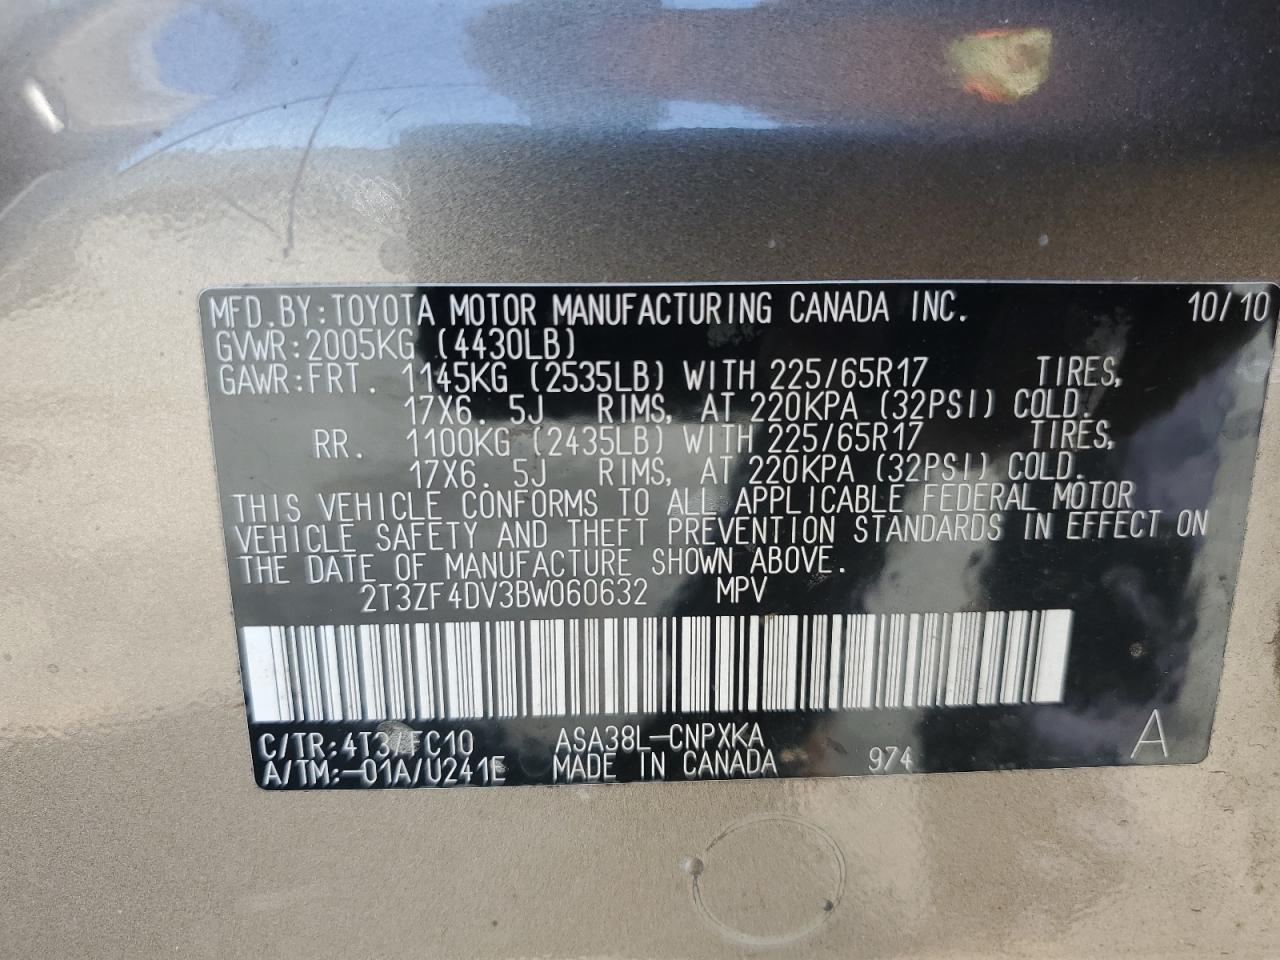 MFD.BY:TOYOTA MOTOR MANUFACTURING CANADA INC. 10/10
GVWR:2005KG (4430LB)
GAWR:FRT. 1145KG (2535LB) WITH 225/65R17 TIRES,
17X6. 5J RIMS, AT 220KPA (32PSI) COLD.
RR. 1100KG (2435LB) WITH 225/65R17 TIRES,
17X6. 5J RIMS, AT 220KPA (32PSI) COLD.
THIS VEHICLE CONFORMS TO ALL APPLICABLE FEDERAL MOTOR
VEHICLE SAFETY AND THEFT PREVENTION STANDARDS IN EFFECT ON
THE DATE OF MANUFACTURE SHOWN ABOVE.
2T3ZF4DV3BW060632 MPV
C/TR:4T3/FC10 ASA38L-CNPXKA
A/TM:-01A/U241E MADE IN CANADA 974 A